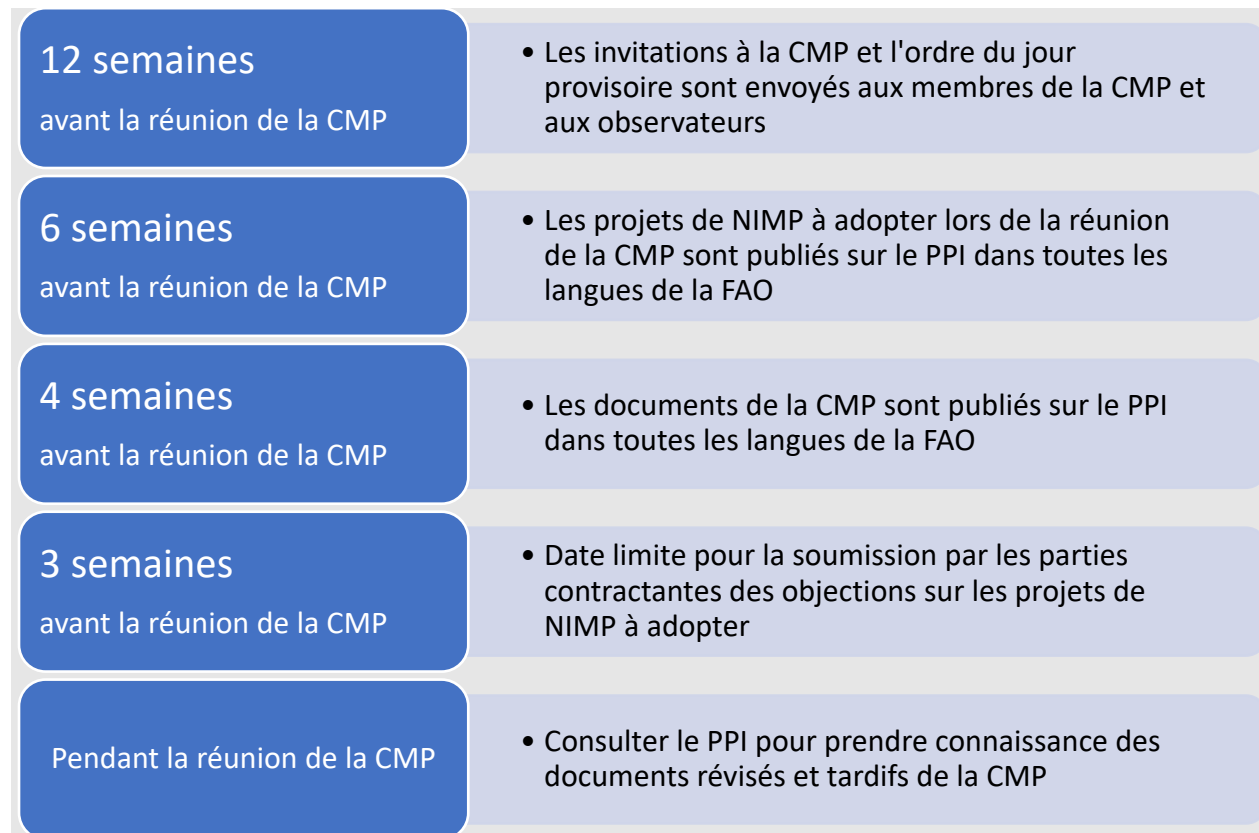 12 semaines
avant la réunion de la CMP
• Les invitations à la CMP et l'ordre du jour
provisoire sont envoyés aux membres de la CMP et
aux observateurs
6 semaines
avant la réunion de la CMP
• Les projets de NIMP à adopter lors de la réunion
de la CMP sont publiés sur le PPI dans toutes les
langues de la FAO
4 semaines
avant la réunion de la CMP
• Les documents de la CMP sont publiés sur le PPI
dans toutes les langues de la FAO
3 semaines
avant la réunion de la CMP
• Date limite pour la soumission par les parties
contractantes des objections sur les projets de
NIMP à adopter
Pendant la réunion de la CMP
• Consulter le PPI pour prendre connaissance des
documents révisés et tardifs de la CMP